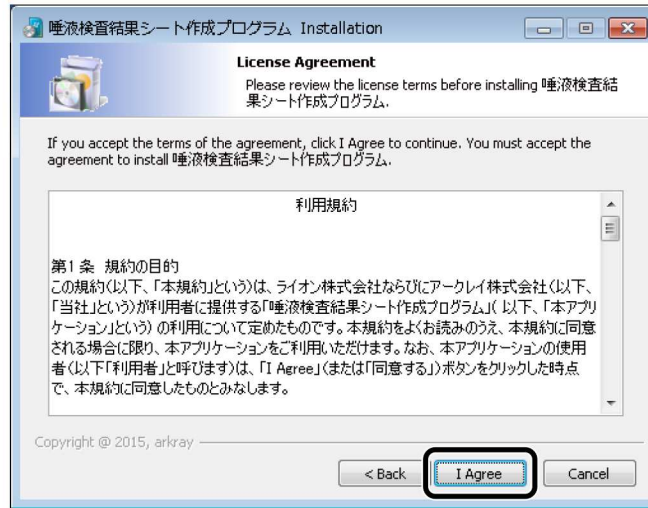 唾液検査結果シート作成プログラム Installation
License Agreement
Please review the license terms before installing 唾液検査結
果シート作成プログラム.
If you accept the terms of the agreement, click I Agree to continue. You must accept the
agreement to install 唾液検査結果シート作成プログラム.
利用規約
第1条 規約の目的
この規約(以下、「本規約」という)は、ライオン株式会社ならびにアークレイ株式会社(以下、
「当社」という)が利用者に提供する「唾液検査結果シート作成プログラム」( 以下、「本アプリ
ケーション」という) の利用について定めたものです。本規約をよくお読みのうえ、本規約に同意
される場合に限り、本アプリケーションをご利用いただけます。なお、本アプリケーションの使用
者(以下「利用者」と呼びます)は、「I Agree」(または「同意する」)ボタンをクリックした時点
で、本規約に同意したものとみなします。
Copyright @ 2015, arkray
< Back
I Agree
Cancel